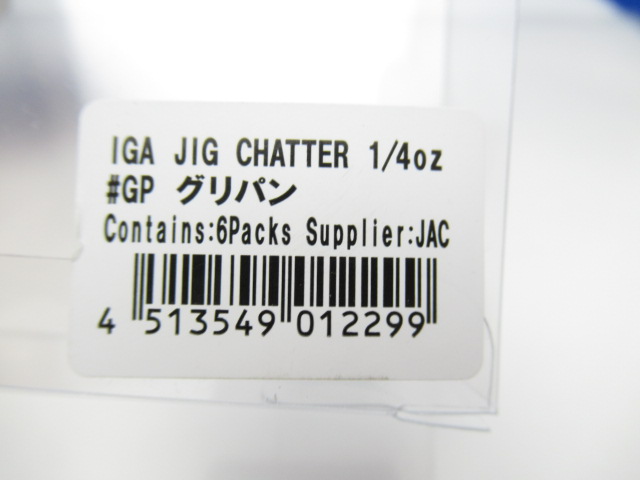 IGA JIG CHATTER 1/4oz
#GP グリパン
Contains:6Packs Supplier:JAC
4 513549 012299